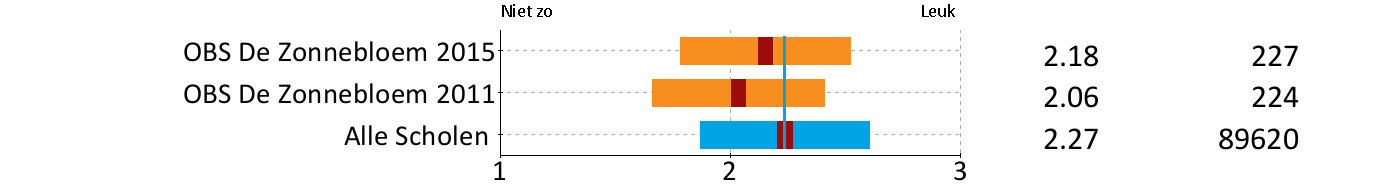 Niet zo Leuk
OBS De Zonnebloem 2015 2.18 227
OBS De Zonnebloem 2011 2.06 224
Alle Scholen 2.27 89620
1 2 3